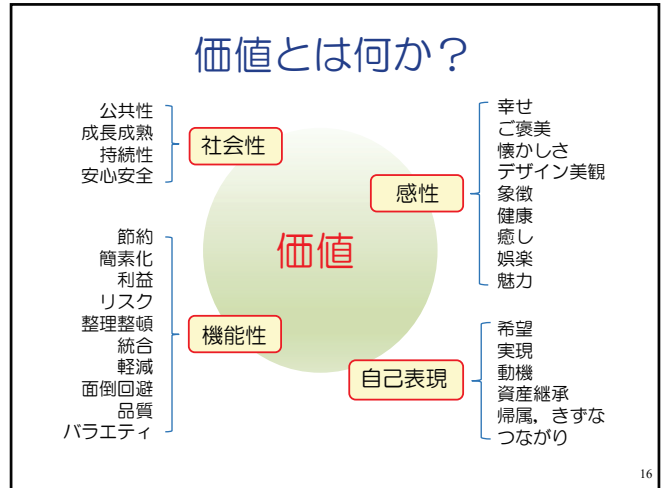 価値とは何か？
公共性
成長成熟
持続性
安心安全
社会性
節約
簡素化
利益
リスク
整理整頓
統合
軽減
面倒回避
品質
バラエティ
機能性
価値
感性
幸せ
ご褒美
懐かしさ
デザイン美観
象徴
健康
癒し
娯楽
魅力
自己表現
希望
実現
動機
資産継承
帰属，きずな
つながり
16